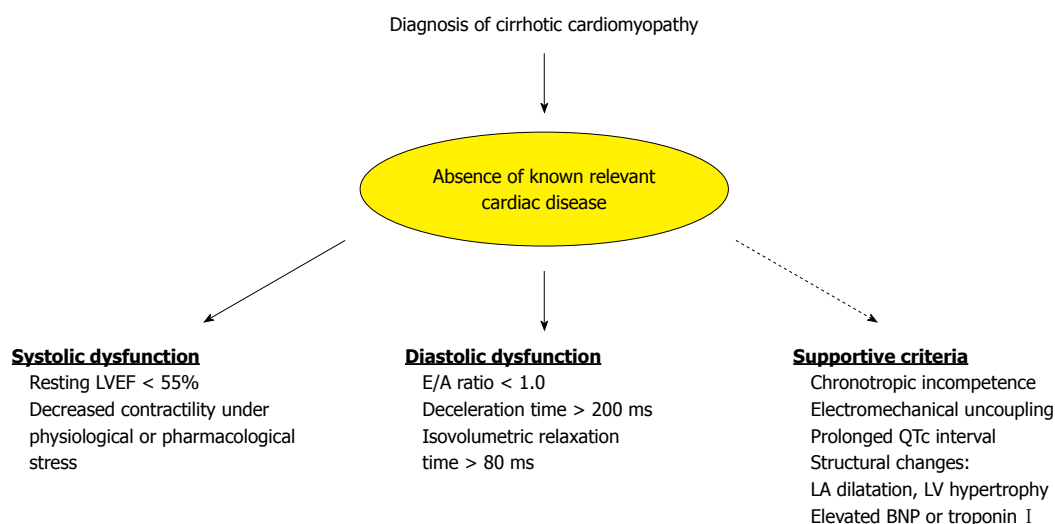 Diagnosis of cirrhotic cardiomyopathy
Absence of known relevant
cardiac disease
Systolic dysfunction
Resting LVEF < 55%
Decreased contractility under
physiological or pharmacological
stress
Diastolic dysfunction
E/A ratio < 1.0
Deceleration time > 200 ms
Isovolumetric relaxation
time > 80 ms
Supportive criteria
Chronotropic incompetence
Electromechanical uncoupling
Prolonged QTc interval
Structural changes:
LA dilatation, LV hypertrophy
Elevated BNP or troponin Ⅰ